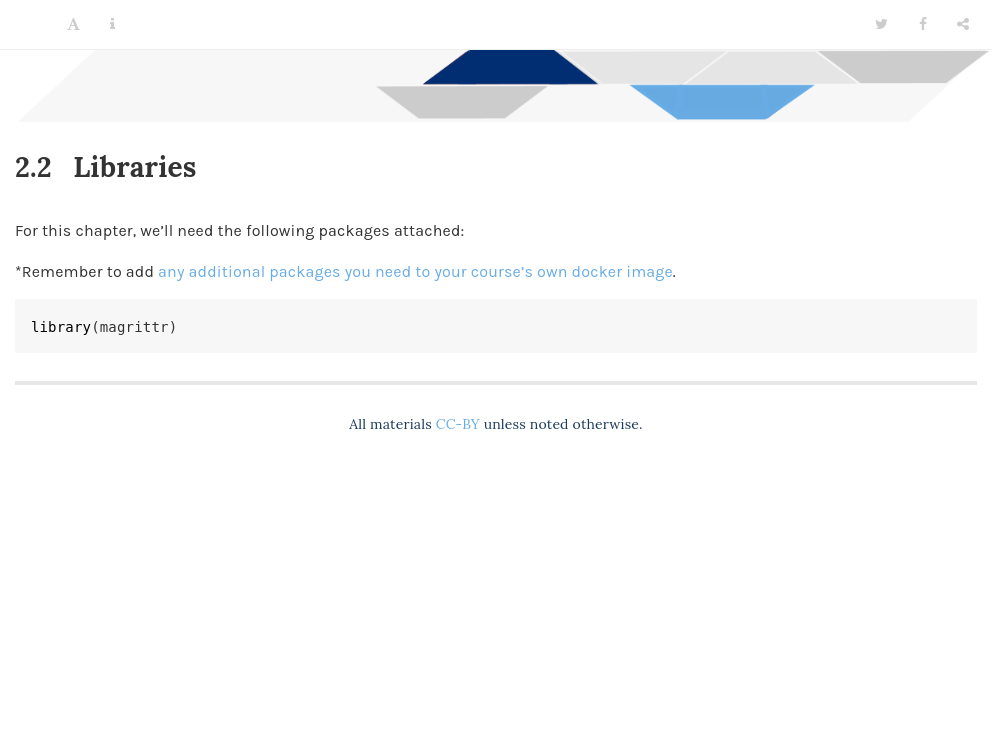 2.2 Libraries
For this chapter, we’ll need the following packages attached:
*Remember to add any additional packages you need to your course’s own docker image.
library(magrittr)
All materials CC-BY unless noted otherwise.